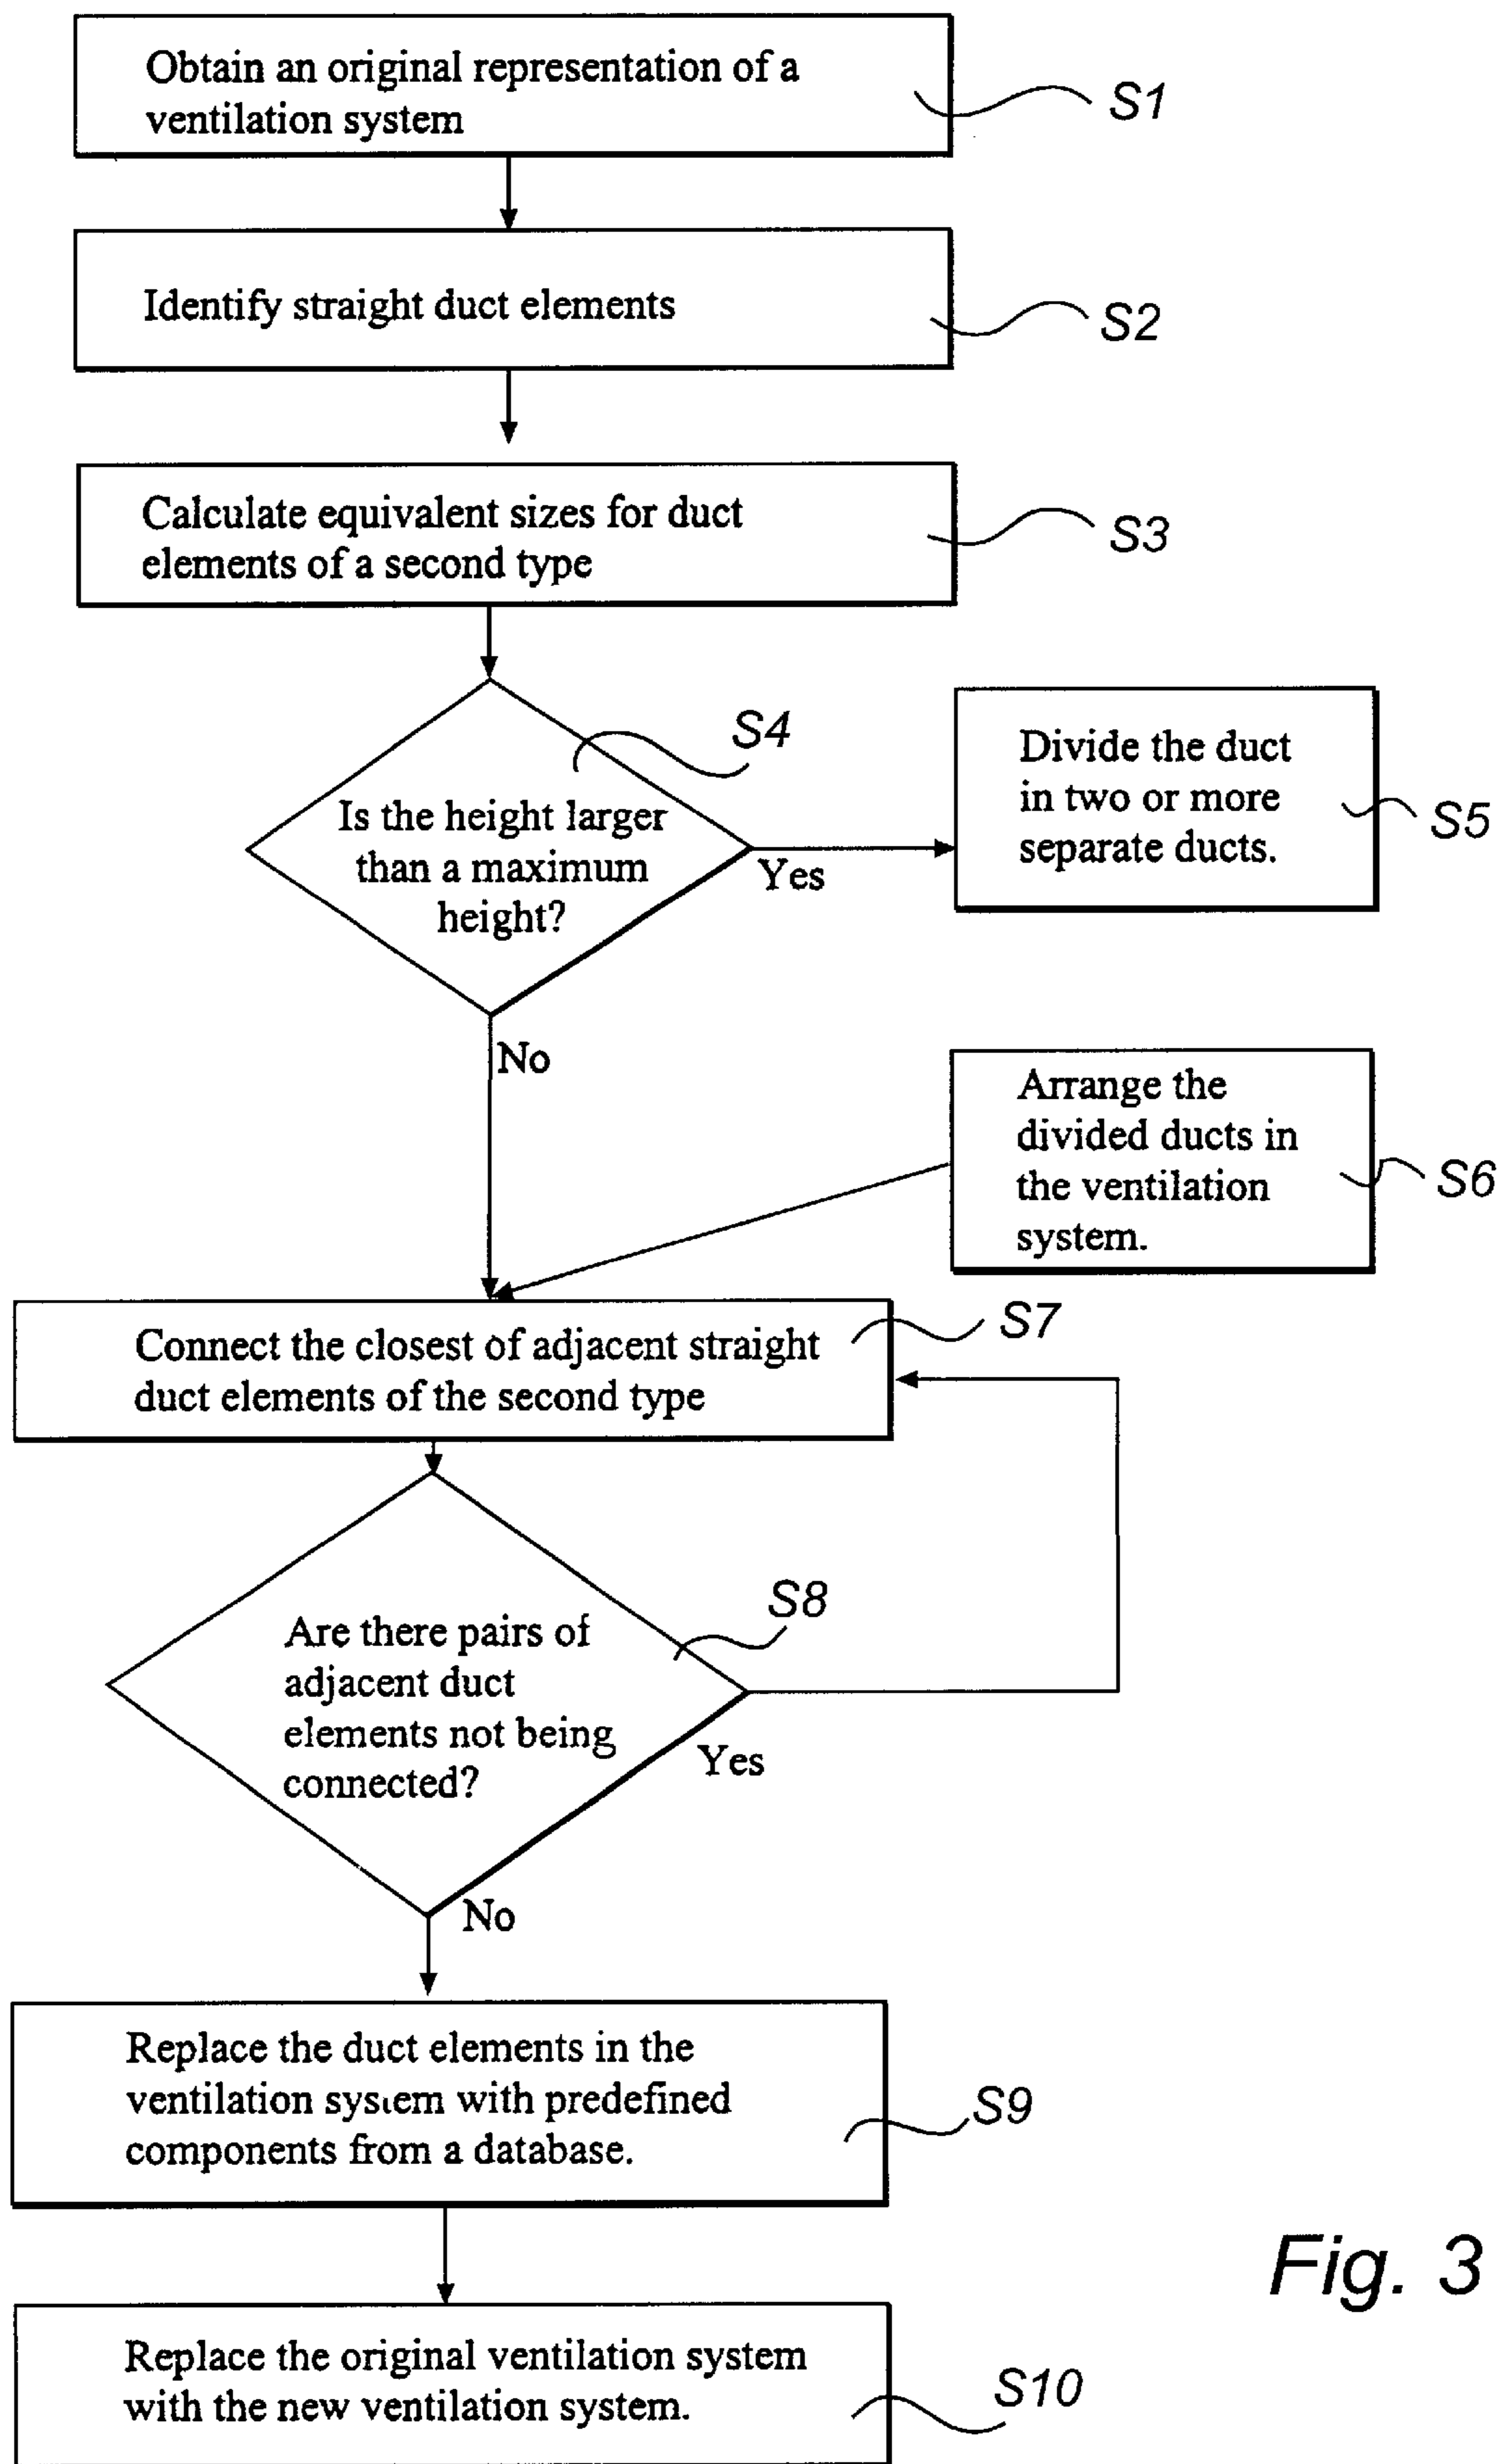 Obtain an original representation of a
ventilation system
S1
Identify straight duct elements
S2
Calculate equivalent sizes for duct
elements of a second type
S3
S4
Is the height larger
than a maximum
height?
Yes
Divide the duct
in two or more
separate ducts.
S5
No
Arrange the
divided ducts in
the ventilation
system.
S6
Connect the closest of adjacent straight
duct elements of the second type
S7
S8
Are there pairs of
adjacent duct
elements not being
connected?
Yes
No
Replace the duct elements in the
ventilation system with predefined
components from a database.
S9
Replace the original ventilation system
with the new ventilation system.
S10
Fig. 3